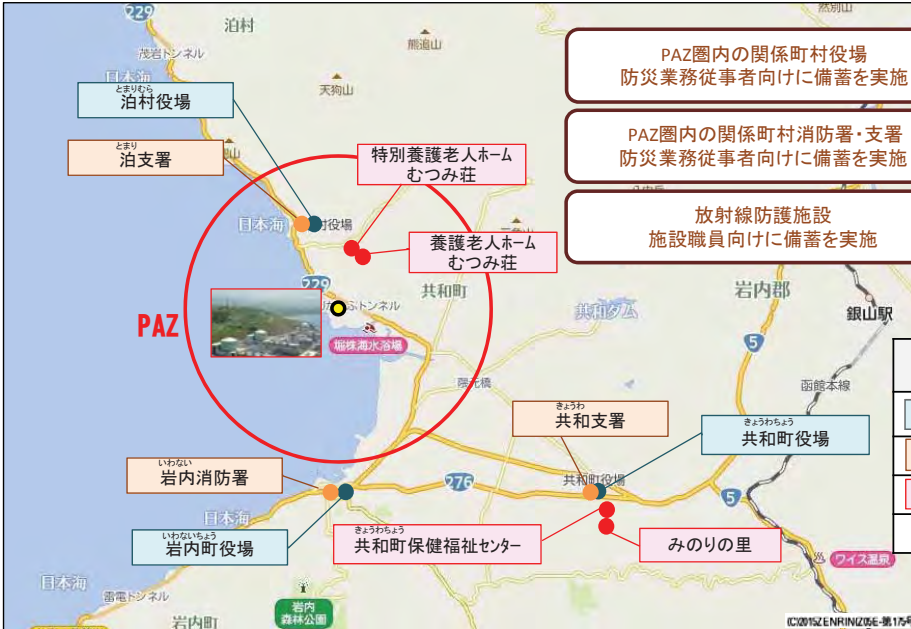 泊村
然別山
熊追山
茂岩トンネル
日本海
天狗山
とまりむら
泊村役場
とまり
泊支署
PAZ圏内の関係町村役場
防災業務従事者向けに備蓄を実施
PAZ圏内の関係町村消防署・支署
防災業務従事者向けに備蓄を実施
放射線防護施設
施設職員向けに備蓄を実施
特別養護老人ホーム
むつみ荘
養護老人ホーム
むつみ荘
日本海
村役場
229
229
トンネル
共和町
共和ダム
岩内郡
銀山駅
PAZ
堀株海水浴場
5
函館本線
きょうわ
共和支署
きょうわちょう
共和町役場
いわない
岩内消防署
276
共和町役場
5
日本海
いわないちょう
岩内町役場
きょうわちょう
共和町保健福祉センター
みのりの里
ワイス温泉
日本海
雷電トンネル
岩内
森林公園
岩内町